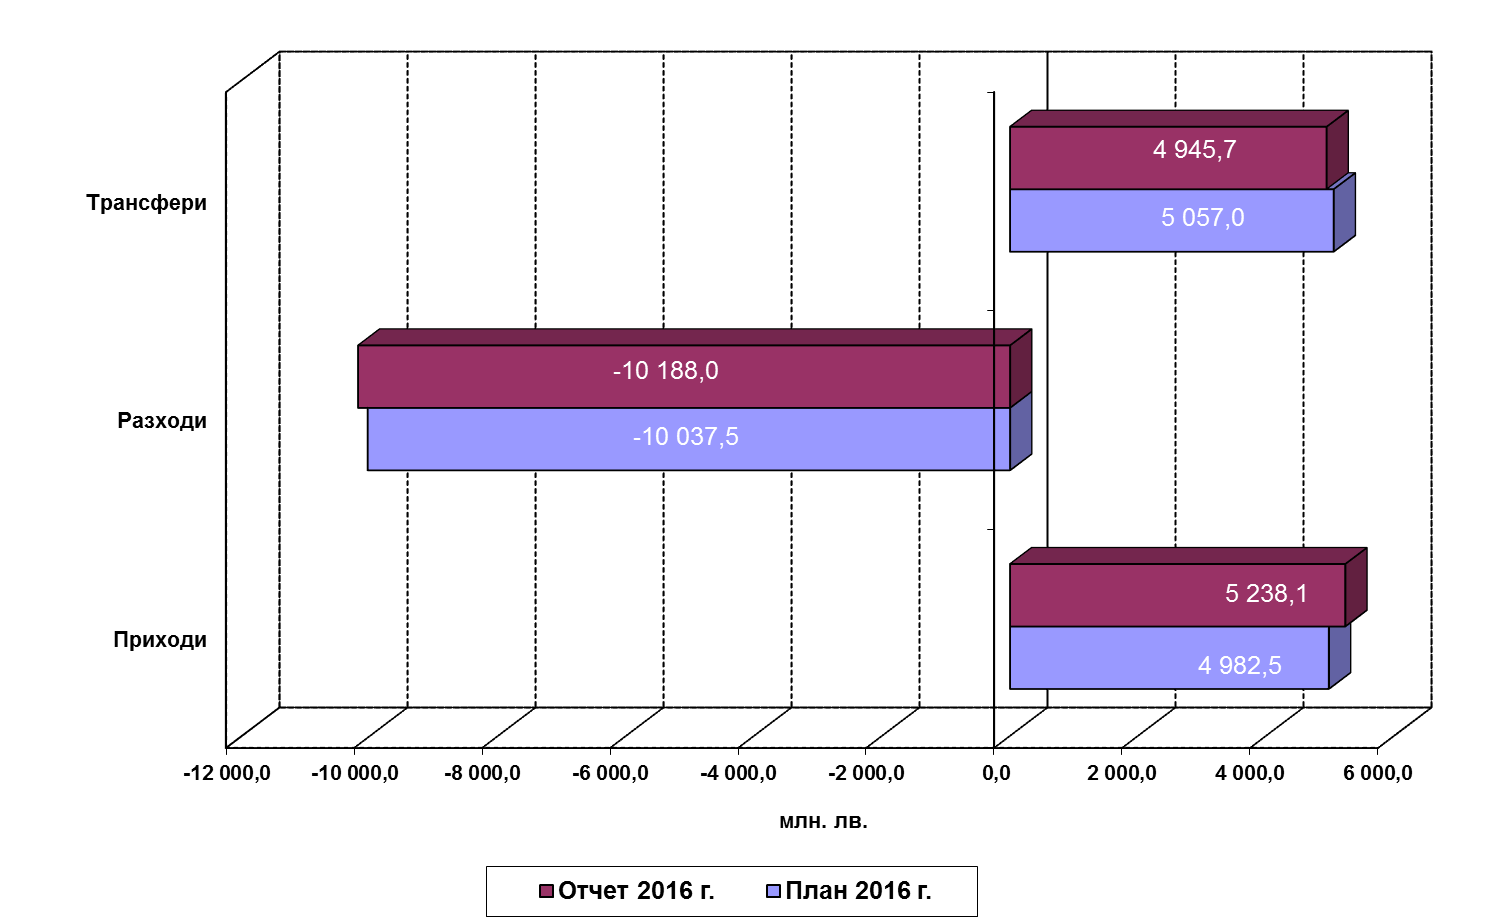 4 945,7
Трансфери
5 057,0
-10 188,0
Разходи
-10 037,5
5 238,1
Приходи
4 982,5
-12 000,0 -10 000,0 -8 000,0 -6 000,0 -4 000,0 -2 000,0 0,0 2 000,0 4 000,0 6 000,0
млн. лв.
Отчет 2016 г. План 2016 г.